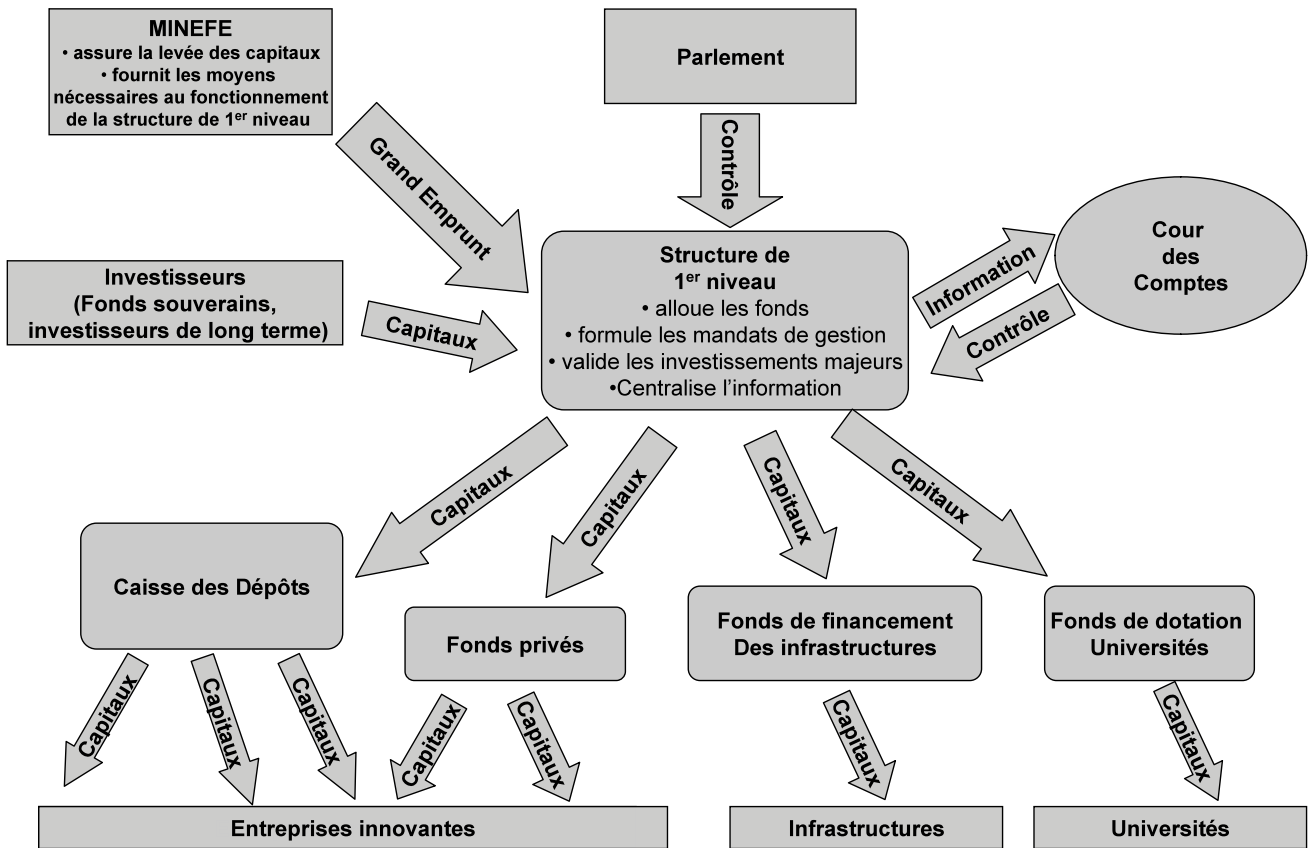 MINEFE
• assure la levée des capitaux
• fournit les moyens
nécessaires au fonctionnement
de la structure de 1er niveau
Parlement
Grand Emprunt
Contrôle
Investisseurs
(Fonds souverains,
investisseurs de long terme)
Capitaux
Structure de
1er niveau
• alloue les fonds
• formule les mandats de gestion
• valide les investissements majeurs
•Centralise l’information
Information
Contrôle
Cour
des
Comptes
Capitaux
Capitaux
Capitaux
Capitaux
Caisse des Dépôts
Fonds privés
Fonds de financement
Des infrastructures
Fonds de dotation
Universités
Capitaux
Capitaux
Capitaux
Capitaux
Capitaux
Capitaux
Capitaux
Entreprises innovantes
Infrastructures
Universités